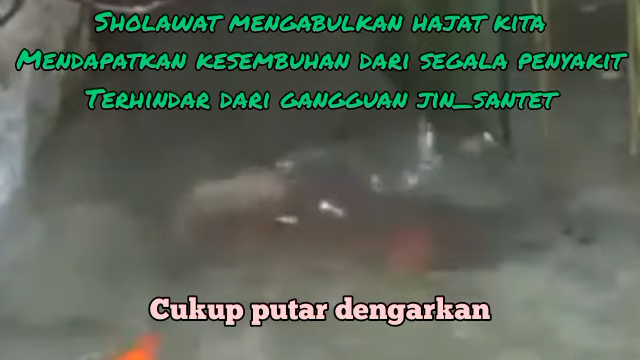 Sholawat mengabulkan hajat kita
Mendapatkan kesembuhan dari segala penyakit
Terhindar dari gangguan jin_santet
Cukup putar dengarkan